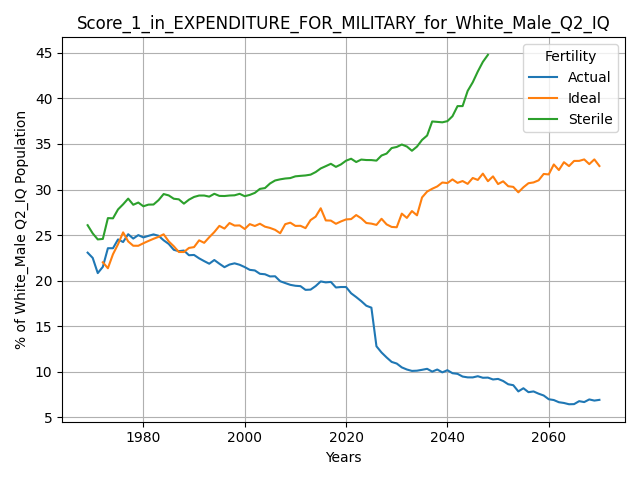 Score_1_in_EXPENDITURE_FOR_MILITARY_for_White_Male_Q2_IQ
% of White_Male Q2_IQ Population
45
40
35
30
25
20
15
10
5
Fertility
Actual
Ideal
Sterile
1980 2000 2020 2040 2060
Years